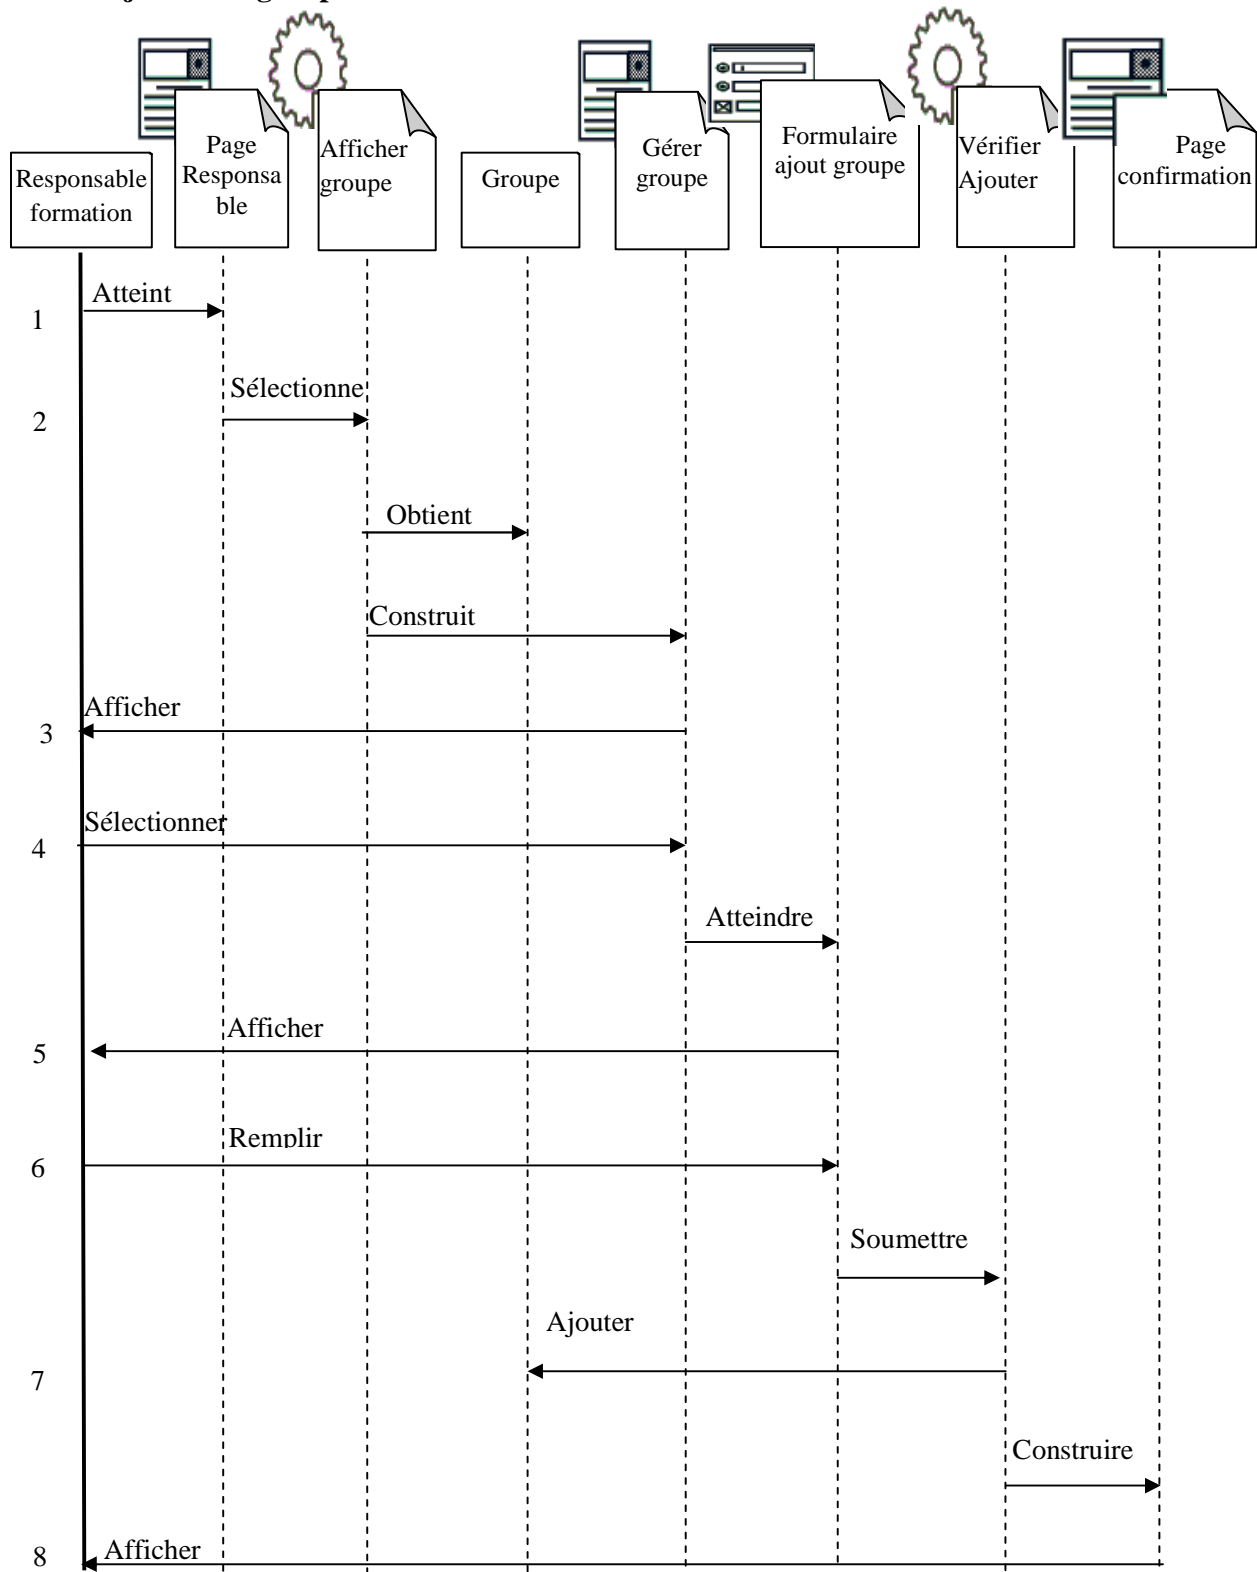 Page
Responsa
ble
Afficher
groupe
Gérer
groupe
Formulaire
ajout groupe
Vérifier
Ajouter
Page
confirmation
Responsable
formation
Groupe
Atteint
1
Sélectionne
2
Obtient
Construit
Afficher
3
Sélectionner
4
Atteindre
Afficher
5
Remplir
6
Soumettre
Ajouter
7
Construire
Afficher
8